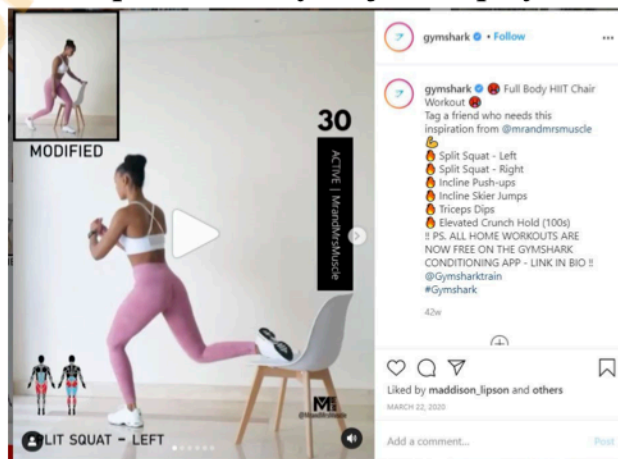 MODIFIED
30
ACTIVE | MrandMrsMuscle
@MrandMrsMuscle
SPLIT SQUAT - LEFT
gymshark • Follow
gymshark Full Body HIIT Chair
Workout
Tag a friend who needs this
inspiration from @mrandmrsmuscle
Split Squat - Left
Split Squat - Right
Incline Push-ups
Incline Skier Jumps
Triceps Dips
Elevated Crunch Hold (100s)
!! PS. ALL HOME WORKOUTS ARE
NOW FREE ON THE GYMSHARK
CONDITIONING APP - LINK IN BIO !!
@Gymsharktrain
#Gymshark
42w
Liked by maddison_lipson and others
MARCH 22, 2020
Add a comment...
Post